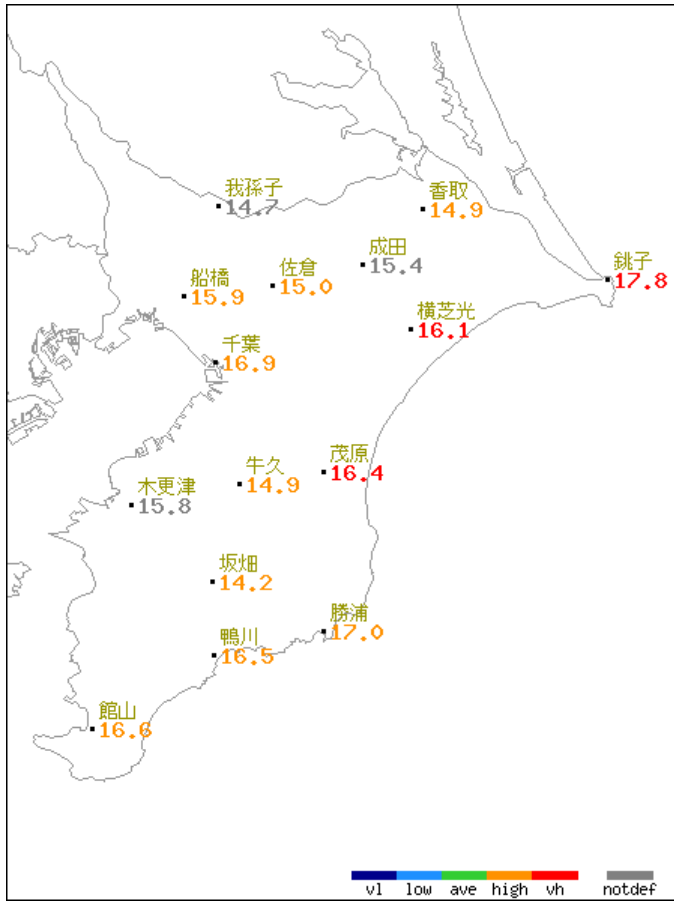 我孫子
14.7
香取
14.9
成田
15.4
銚子
17.8
船橋
15.9
佐倉
15.0
横芝光
16.1
千葉
16.9
茂原
16.4
牛久
14.9
木更津
15.8
坂畑
14.2
勝浦
17.0
鴨川
16.5
館山
16.6
vl low ave high vh notdef